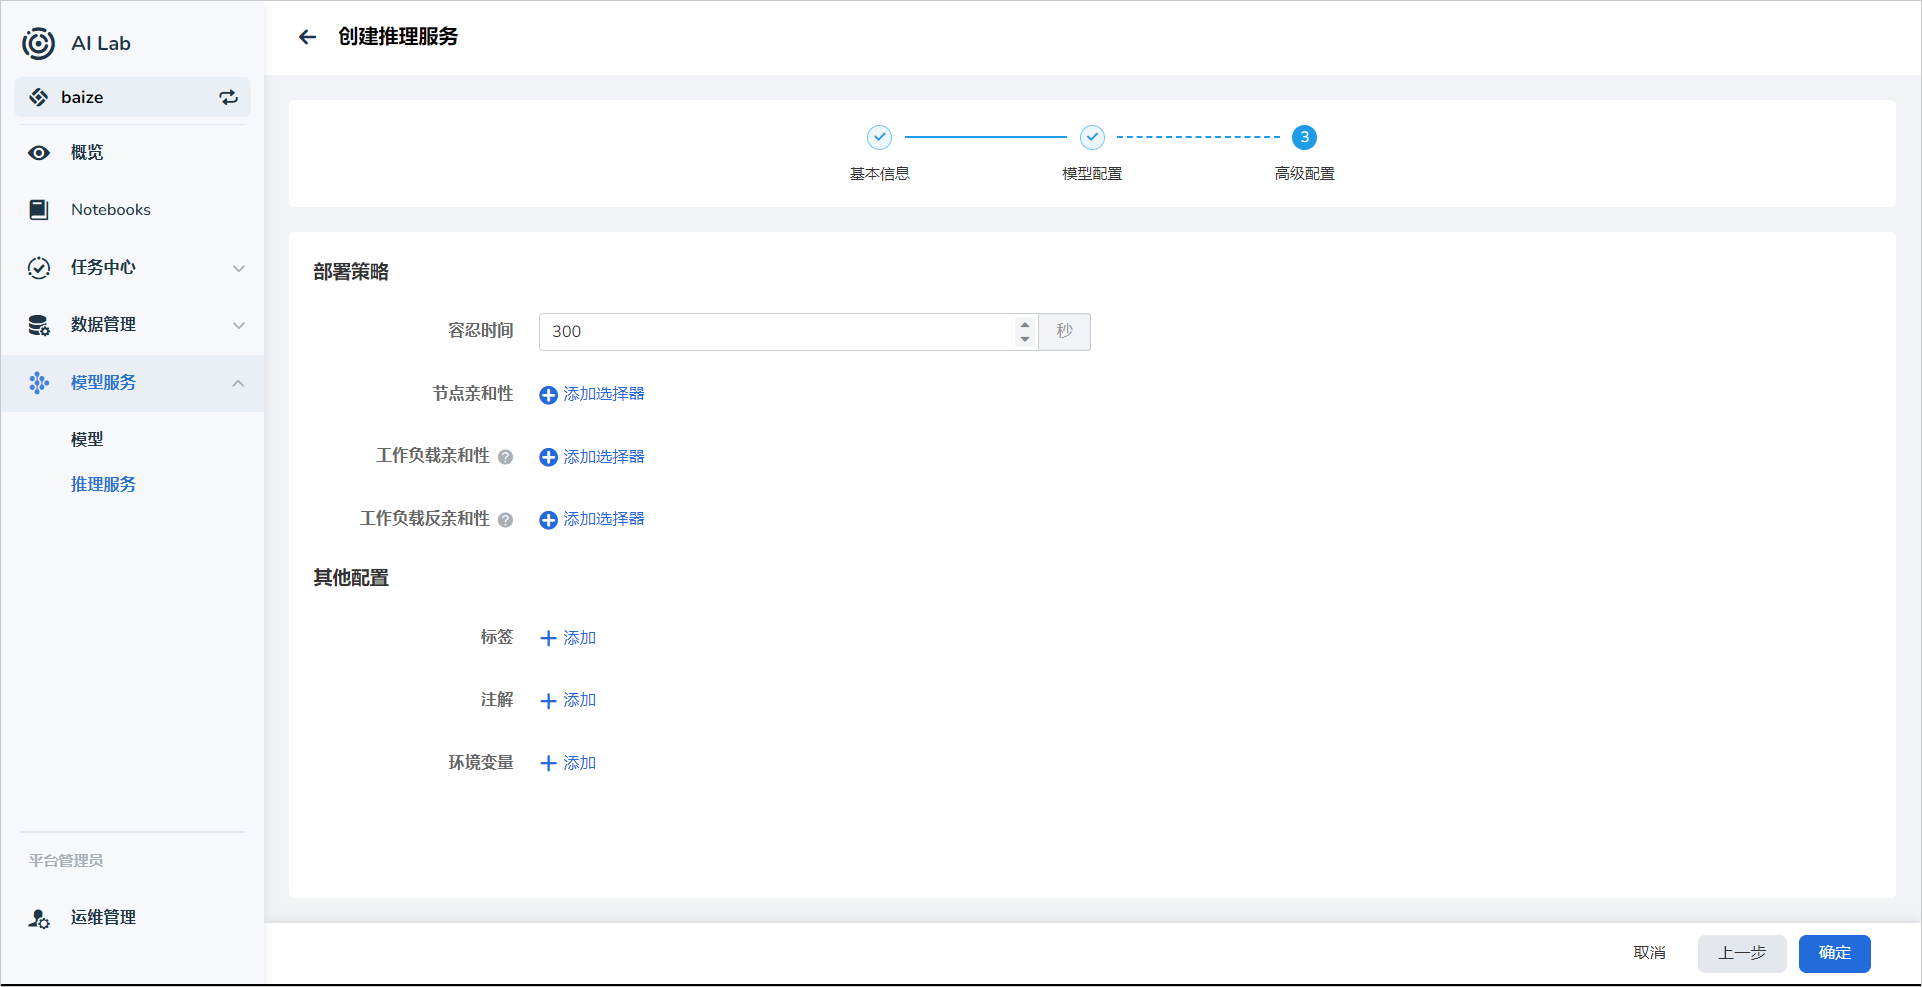 AI Lab
baize
概览
Notebooks
任务中心
数据管理
模型服务
模型
推理服务
平台管理员
运维管理
创建推理服务
3
基本信息 模型配置 高级配置
部署策略
容忍时间 300 秒
节点亲和性 添加选择器
工作负载亲和性 ? 添加选择器
工作负载反亲和性 ? 添加选择器
其他配置
标签 添加
注解 添加
环境变量 添加
取消 上一步 确定